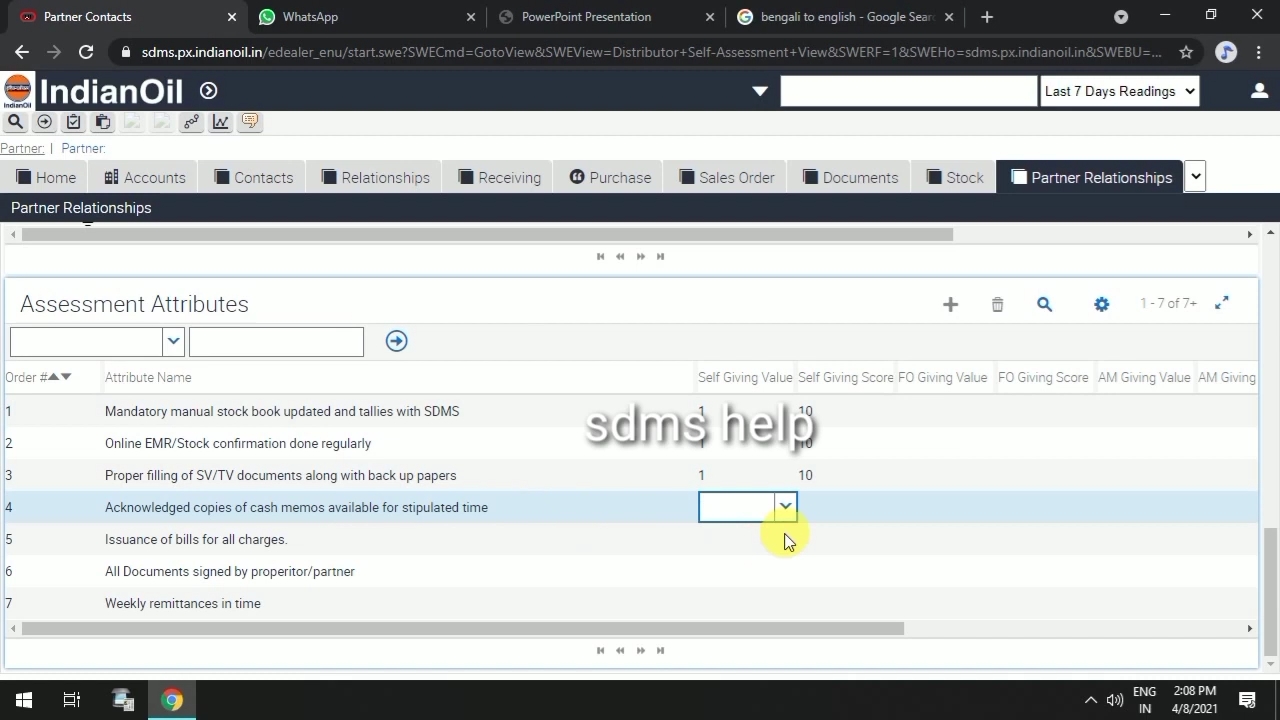 Partner Contacts
WhatsApp
PowerPoint Presentation
bengali to english - Google Sear
sdms.px.indianoil.in/edealer_enu/start.swe?SWECmd=GotoView&SWEView=Distributor+Self-Assessment+View&SWERF=1&SWEHo=sdms.px.indianoil.in&SWEBU=...
IndianOil
IndianOil
Last 7 Days Readings
Partner: | Partner:
Home Accounts Contacts Relationships Receiving Purchase Sales Order Documents Stock Partner Relationships
Partner Relationships
Assessment Attributes
1 - 7 of 7+
Order # Attribute Name Self Giving Value Self Giving Score FO Giving Value FO Giving Score AM Giving Value AM Giving
1 Mandatory manual stock book updated and tallies with SDMS 1 10
sdms help
2 Online EMR/Stock confirmation done regularly 10
3 Proper filling of SV/TV documents along with back up papers 1 10
4 Acknowledged copies of cash memos available for stipulated time
5 Issuance of bills for all charges.
6 All Documents signed by properitor/partner
7 Weekly remittances in time
ENG
IN
2:08 PM
4/8/2021